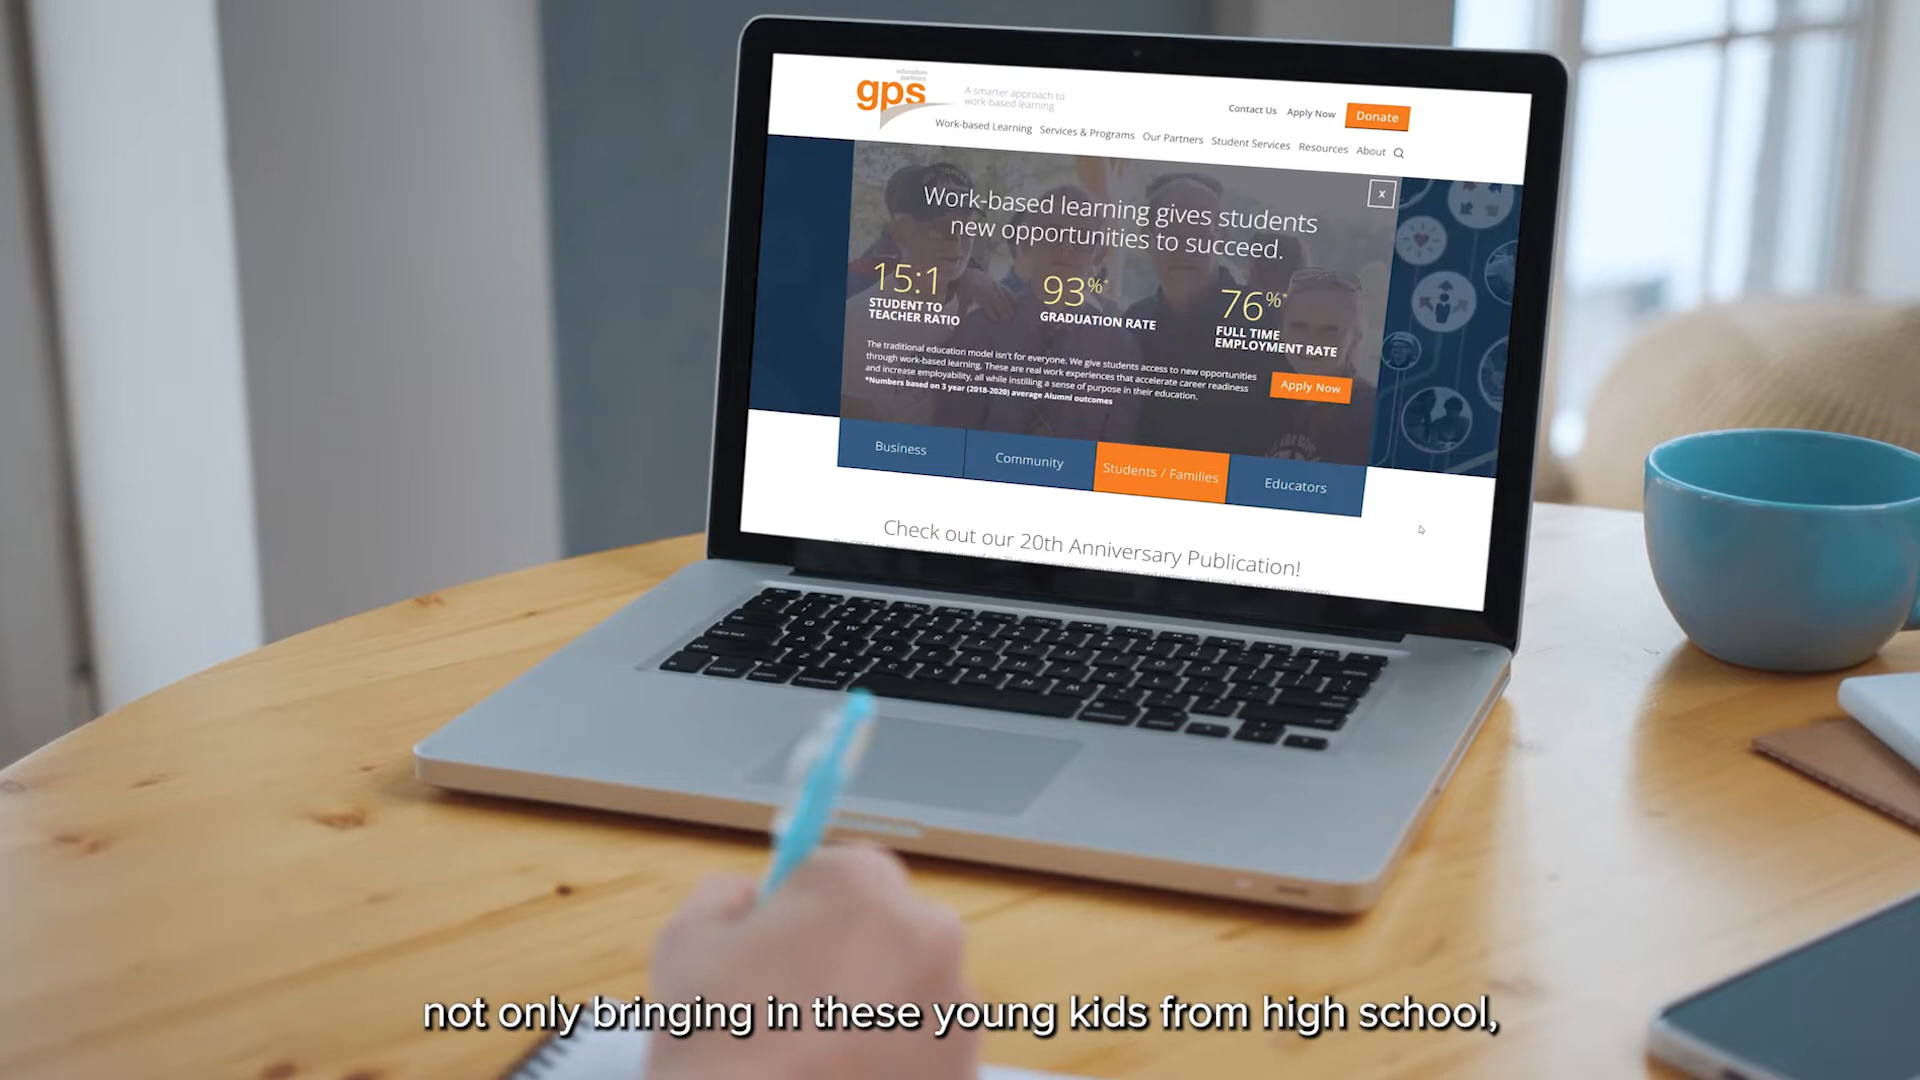 education
partners
gps
A smarter approach to
work-based learning
Contact Us Apply Now Donate
Work-based Learning Services & Programs Our Partners Student Services Resources About
x
Work-based learning gives students
new opportunities to succeed.
15:1
STUDENT TO
TEACHER RATIO
93%*
GRADUATION RATE
76%*
FULL TIME
EMPLOYMENT RATE
The traditional education model isn't for everyone. We give students access to new opportunities
through work-based learning. These are real work experiences that accelerate career readiness
and increase employability, all while instilling a sense of purpose in their education.
*Numbers based on 3 year (2018-2020) average Alumni outcomes
Apply Now
Business Community Students / Families Educators
Check out our 20th Anniversary Publication!
not only bringing in these young kids from high school,